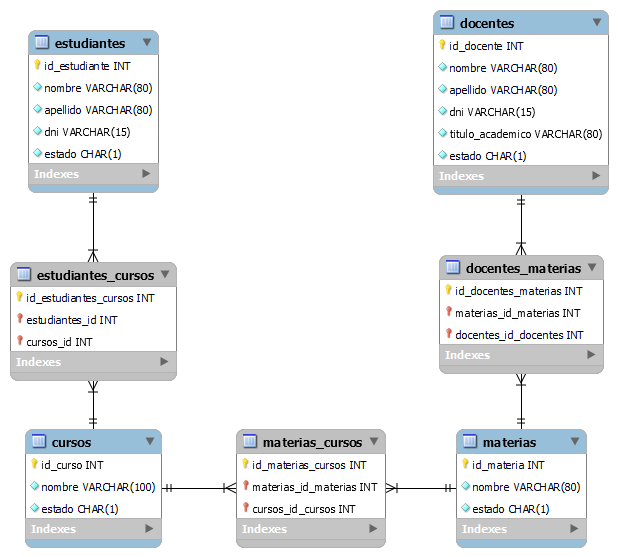 estudiantes
id_estudiante INT
nombre VARCHAR(80)
apellido VARCHAR(80)
dni VARCHAR(15)
estado CHAR(1)
Indexes
docentes
id_docente INT
nombre VARCHAR(80)
apellido VARCHAR(80)
dni VARCHAR(15)
titulo_academico VARCHAR(80)
estado CHAR(1)
Indexes
estudiantes_cursos
id_estudiantes_cursos INT
estudiantes_id INT
cursos_id INT
Indexes
docentes_materias
id_docentes_materias INT
materias_id_materias INT
docentes_id_docentes INT
Indexes
cursos
id_curso INT
nombre VARCHAR(100)
estado CHAR(1)
Indexes
materias_cursos
id_materias_cursos INT
materias_id_materias INT
cursos_id_cursos INT
Indexes
materias
id_materia INT
nombre VARCHAR(80)
estado CHAR(1)
Indexes